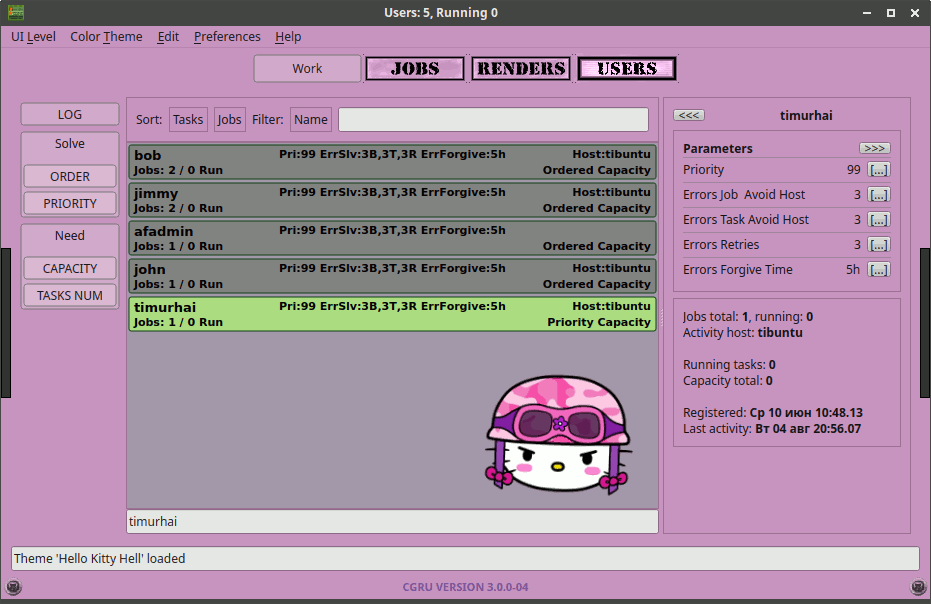 Users: 5, Running 0
UI Level Color Theme Edit Preferences Help
Work JOBS RENDERS USERS
LOG
Solve
ORDER
PRIORITY
Need
CAPACITY
TASKS NUM
Sort: Tasks Jobs Filter: Name
bob Pri:99 ErrSlv:3B,3T,3R ErrForgive:5h Host:tibuntu
Jobs: 2 / 0 Run Ordered Capacity
jimmy Pri:99 ErrSlv:3B,3T,3R ErrForgive:5h Host:tibuntu
Jobs: 2 / 0 Run Ordered Capacity
afadmin Pri:99 ErrSlv:3B,3T,3R ErrForgive:5h
Jobs: 1 / 0 Run Ordered Capacity
john Pri:99 ErrSlv:3B,3T,3R ErrForgive:5h Host:tibuntu
Jobs: 1 / 0 Run Ordered Capacity
timurhai Pri:99 ErrSlv:3B,3T,3R ErrForgive:5h Host:tibuntu
Jobs: 1 / 0 Run Priority Capacity
timurhai
<<< timurhai
Parameters >>>
Priority 99 [...]
Errors Job Avoid Host 3 [...]
Errors Task Avoid Host 3 [...]
Errors Retries 3 [...]
Errors Forgive Time 5h [...]
Jobs total: 1, running: 0
Activity host: tibuntu
Running tasks: 0
Capacity total: 0
Registered: Ср 10 июн 10:48.13
Last activity: Вт 04 авг 20:56.07
Theme 'Hello Kitty Hell' loaded
CGRU VERSION 3.0.0-04